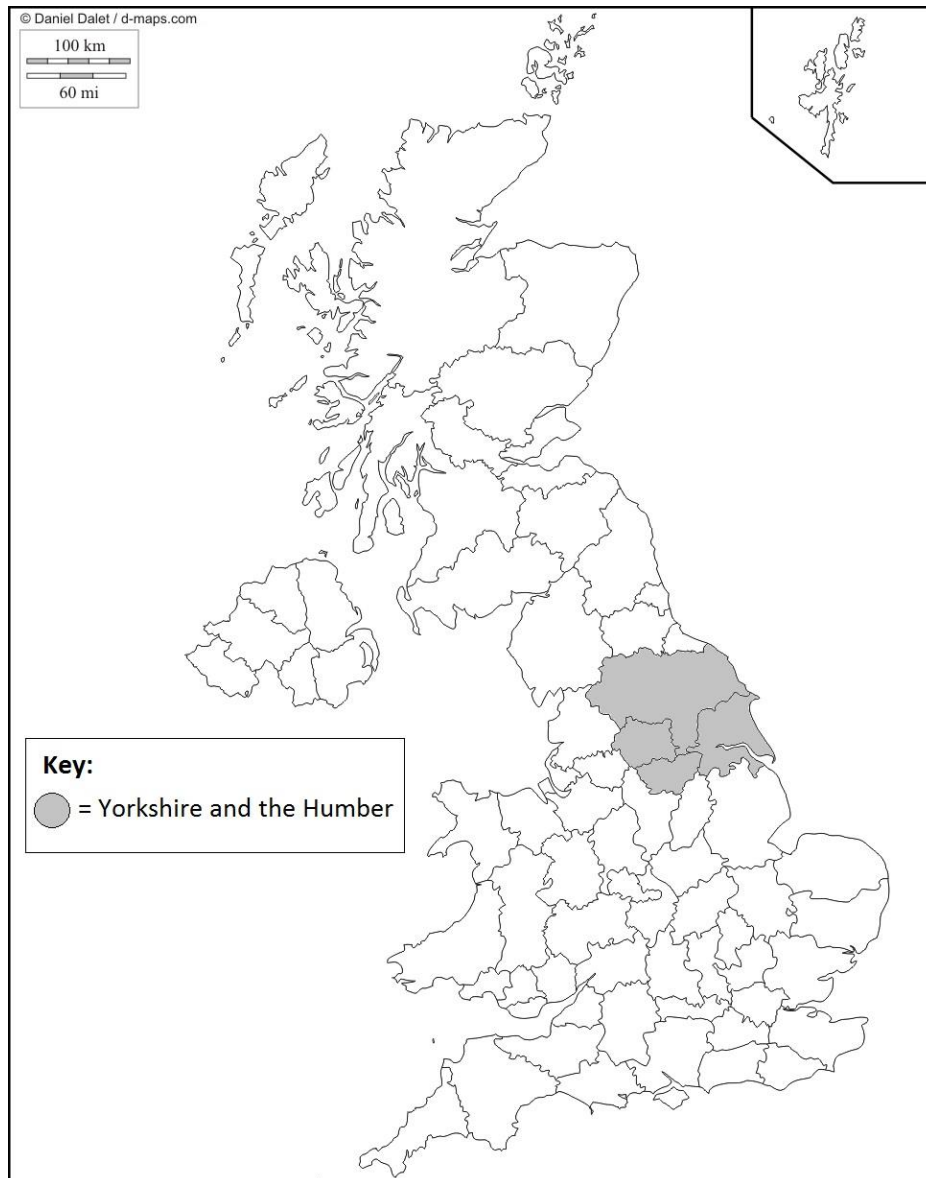 © Daniel Dalet / d-maps.com
100 km
60 mi
Key:
= Yorkshire and the Humber